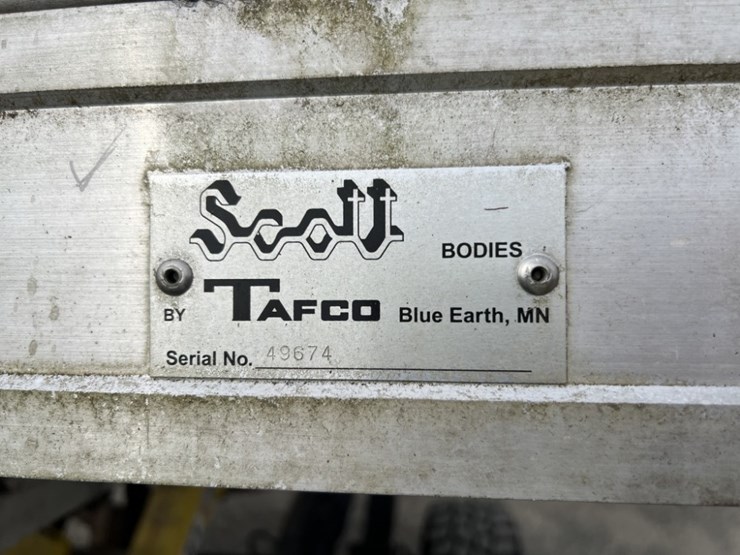 Scott BODIES
BY TAFCO Blue Earth, MN
Serial No. 49674